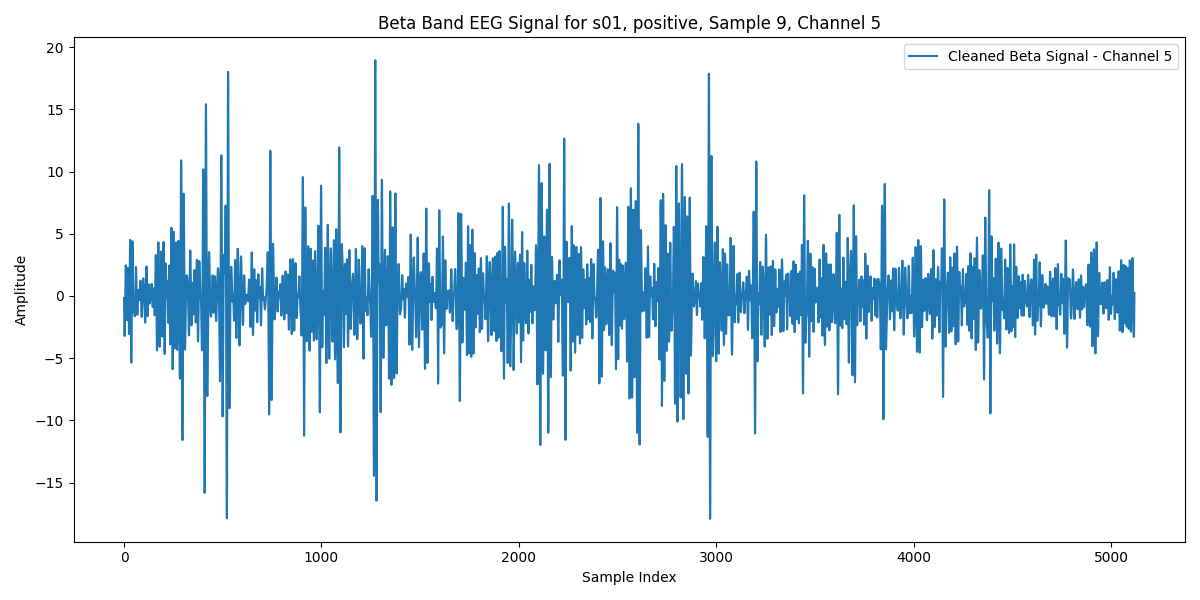 Beta Band EEG Signal for s01, positive, Sample 9, Channel 5
Cleaned Beta Signal - Channel 5
Amplitude
20
15
10
5
0
−5
−10
−15
0 1000 2000 3000 4000 5000
Sample Index